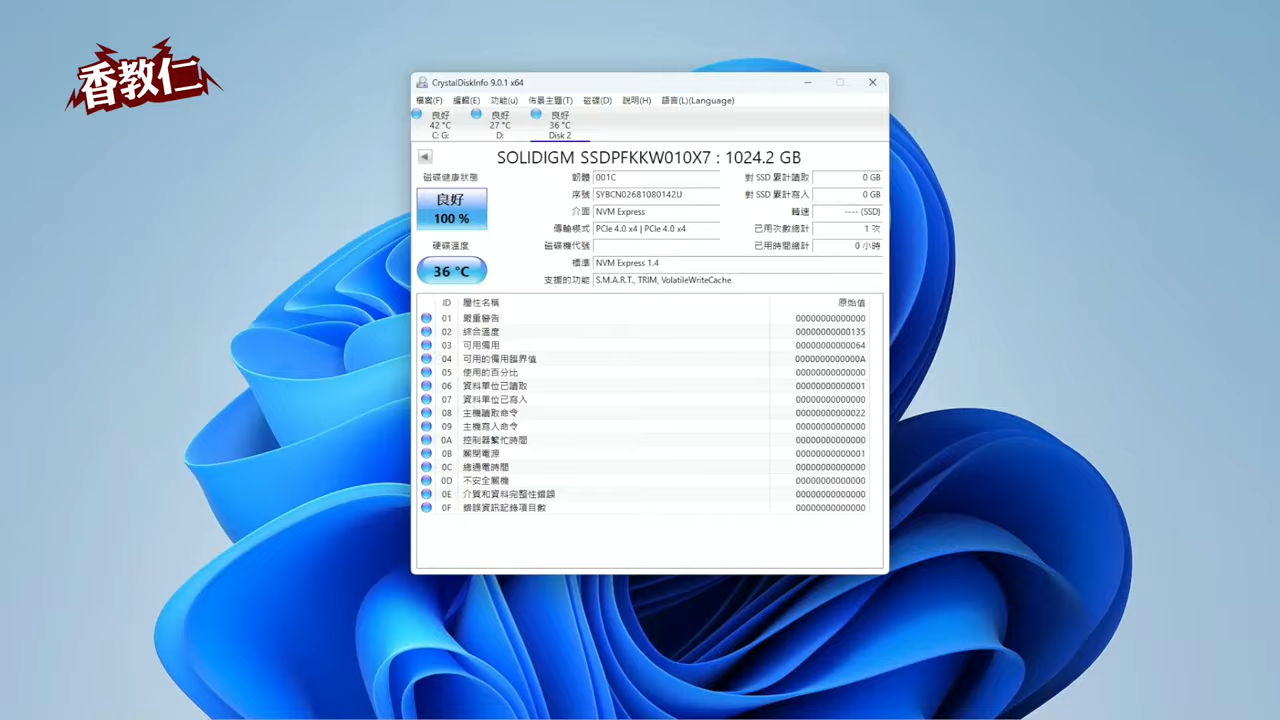 香教仁
CrystalDiskInfo 9.0.1 x64
檔案(F) 編輯(E) 功能(u) 佈景主題(T) 磁碟(D) 說明(H) 語言(L)(Language)
良好 良好 良好
42 °C 27 °C 36 °C
C: G: D: Disk 2
SOLIDIGM SSDPFKKW010X7 : 1024.2 GB
磁碟健康狀態 韌體 001C 對 SSD 累計讀取 0 GB
良好 序號 SYBCN02681080142U 對 SSD 累計寫入 0 GB
100 % 介面 NVM Express 轉速 ---- (SSD)
傳輸模式 PCIe 4.0 x4 | PCIe 4.0 x4 已用次數總計 1 次
硬碟溫度 磁碟機代號 已用時間總計 0 小時
36 °C 標準 NVM Express 1.4
支援的功能 S.M.A.R.T., TRIM, VolatileWriteCache
ID 屬性名稱 原始值
01 嚴重警告 00000000000000
02 綜合溫度 00000000000135
03 可用備用 00000000000064
04 可用的備用臨界值 0000000000000A
05 使用的百分比 00000000000000
06 資料單位已讀取 00000000000001
07 資料單位已寫入 00000000000000
08 主機讀取命令 00000000000022
09 主機寫入命令 00000000000000
0A 控制器繁忙時間 00000000000000
0B 關閉電源 00000000000001
0C 總通電時間 00000000000000
0D 不安全關機 00000000000000
0E 介質和資料完整性錯誤 00000000000000
0F 錯誤資訊記錄項目數 00000000000000